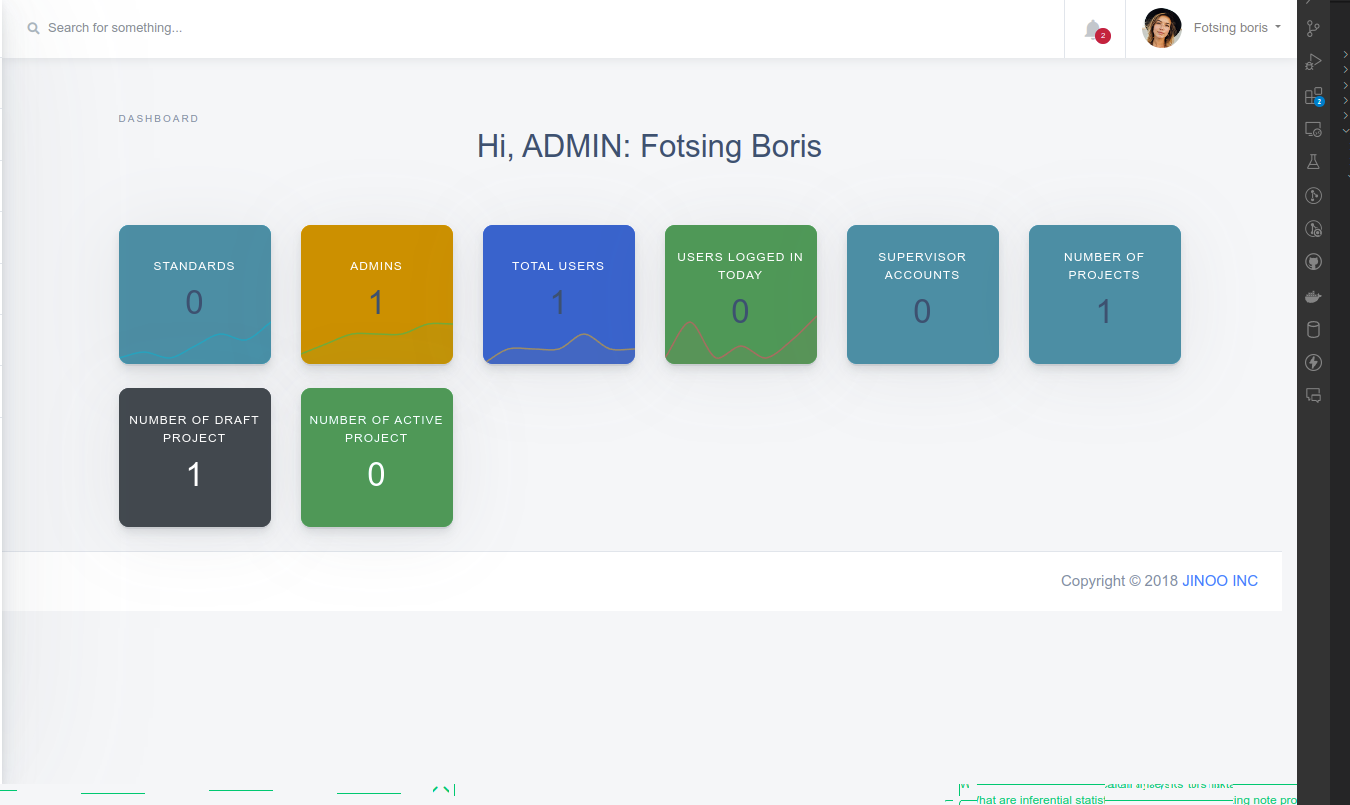 Search for something...
2
Fotsing boris
2
DASHBOARD
Hi, ADMIN: Fotsing Boris
STANDARDS
0
ADMINS
1
TOTAL USERS
1
USERS LOGGED IN
TODAY
0
SUPERVISOR
ACCOUNTS
0
NUMBER OF
PROJECTS
1
NUMBER OF DRAFT
PROJECT
1
NUMBER OF ACTIVE
PROJECT
0
Copyright © 2018 JINOO INC
hat are inferential statis
ing note pro